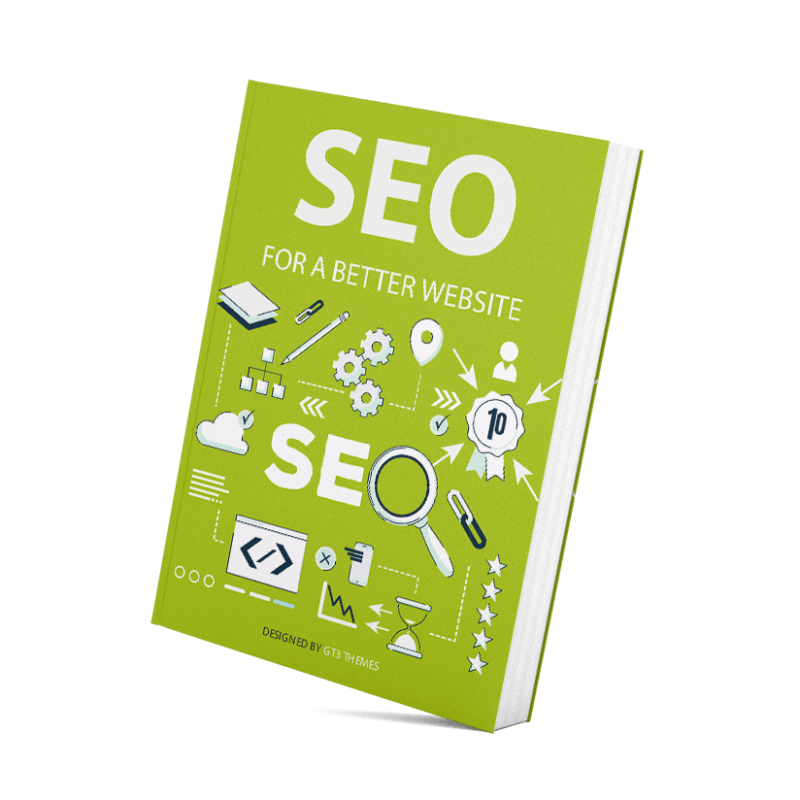 SEO
FOR A BETTER WEBSITE
10
SEO
</>
DESIGNED BY GT3 THEMES